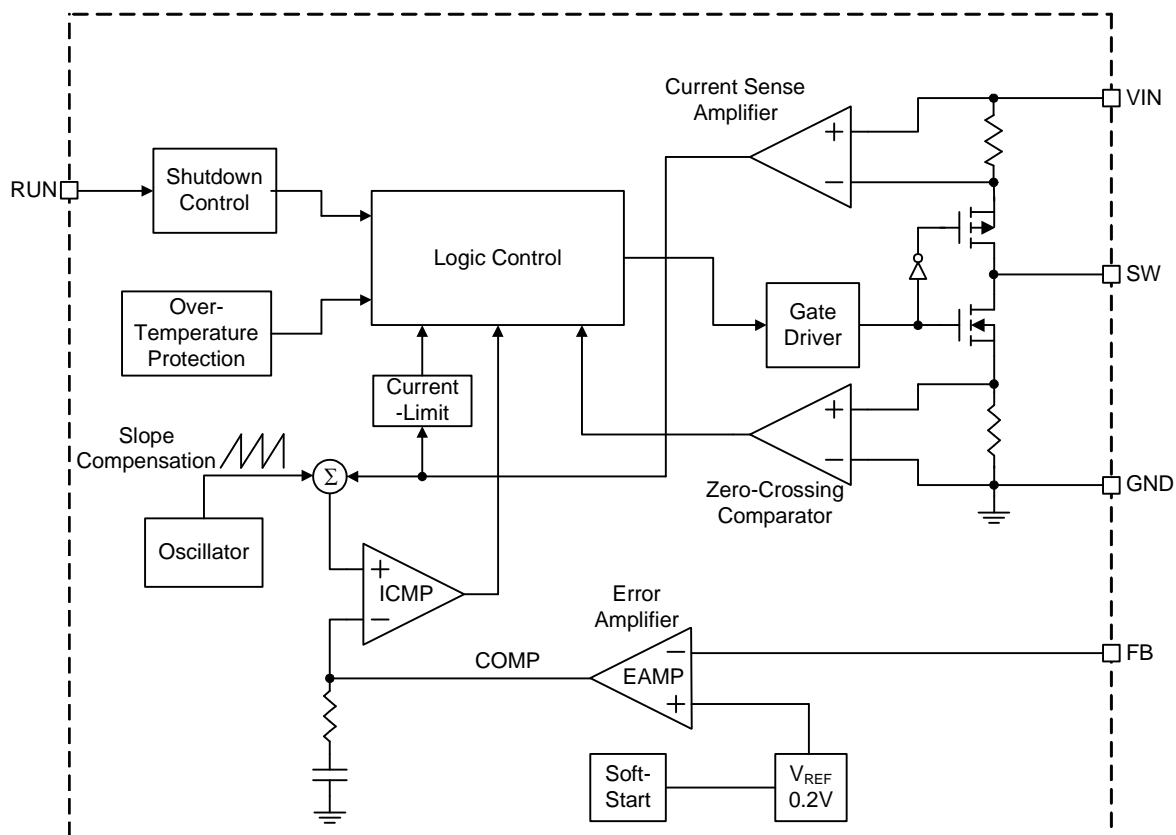 Current Sense
Amplifier
VIN
+
−
RUN
Shutdown
Control
Logic Control
SW
Over-
Temperature
Protection
Gate
Driver
Current
-Limit
+
−
Slope
Compensation
Σ
GND
Zero-Crossing
Comparator
Oscillator
+
ICMP
−
Error
Amplifier
COMP
−
EAMP
+
FB
Soft-
Start
VREF
0.2V